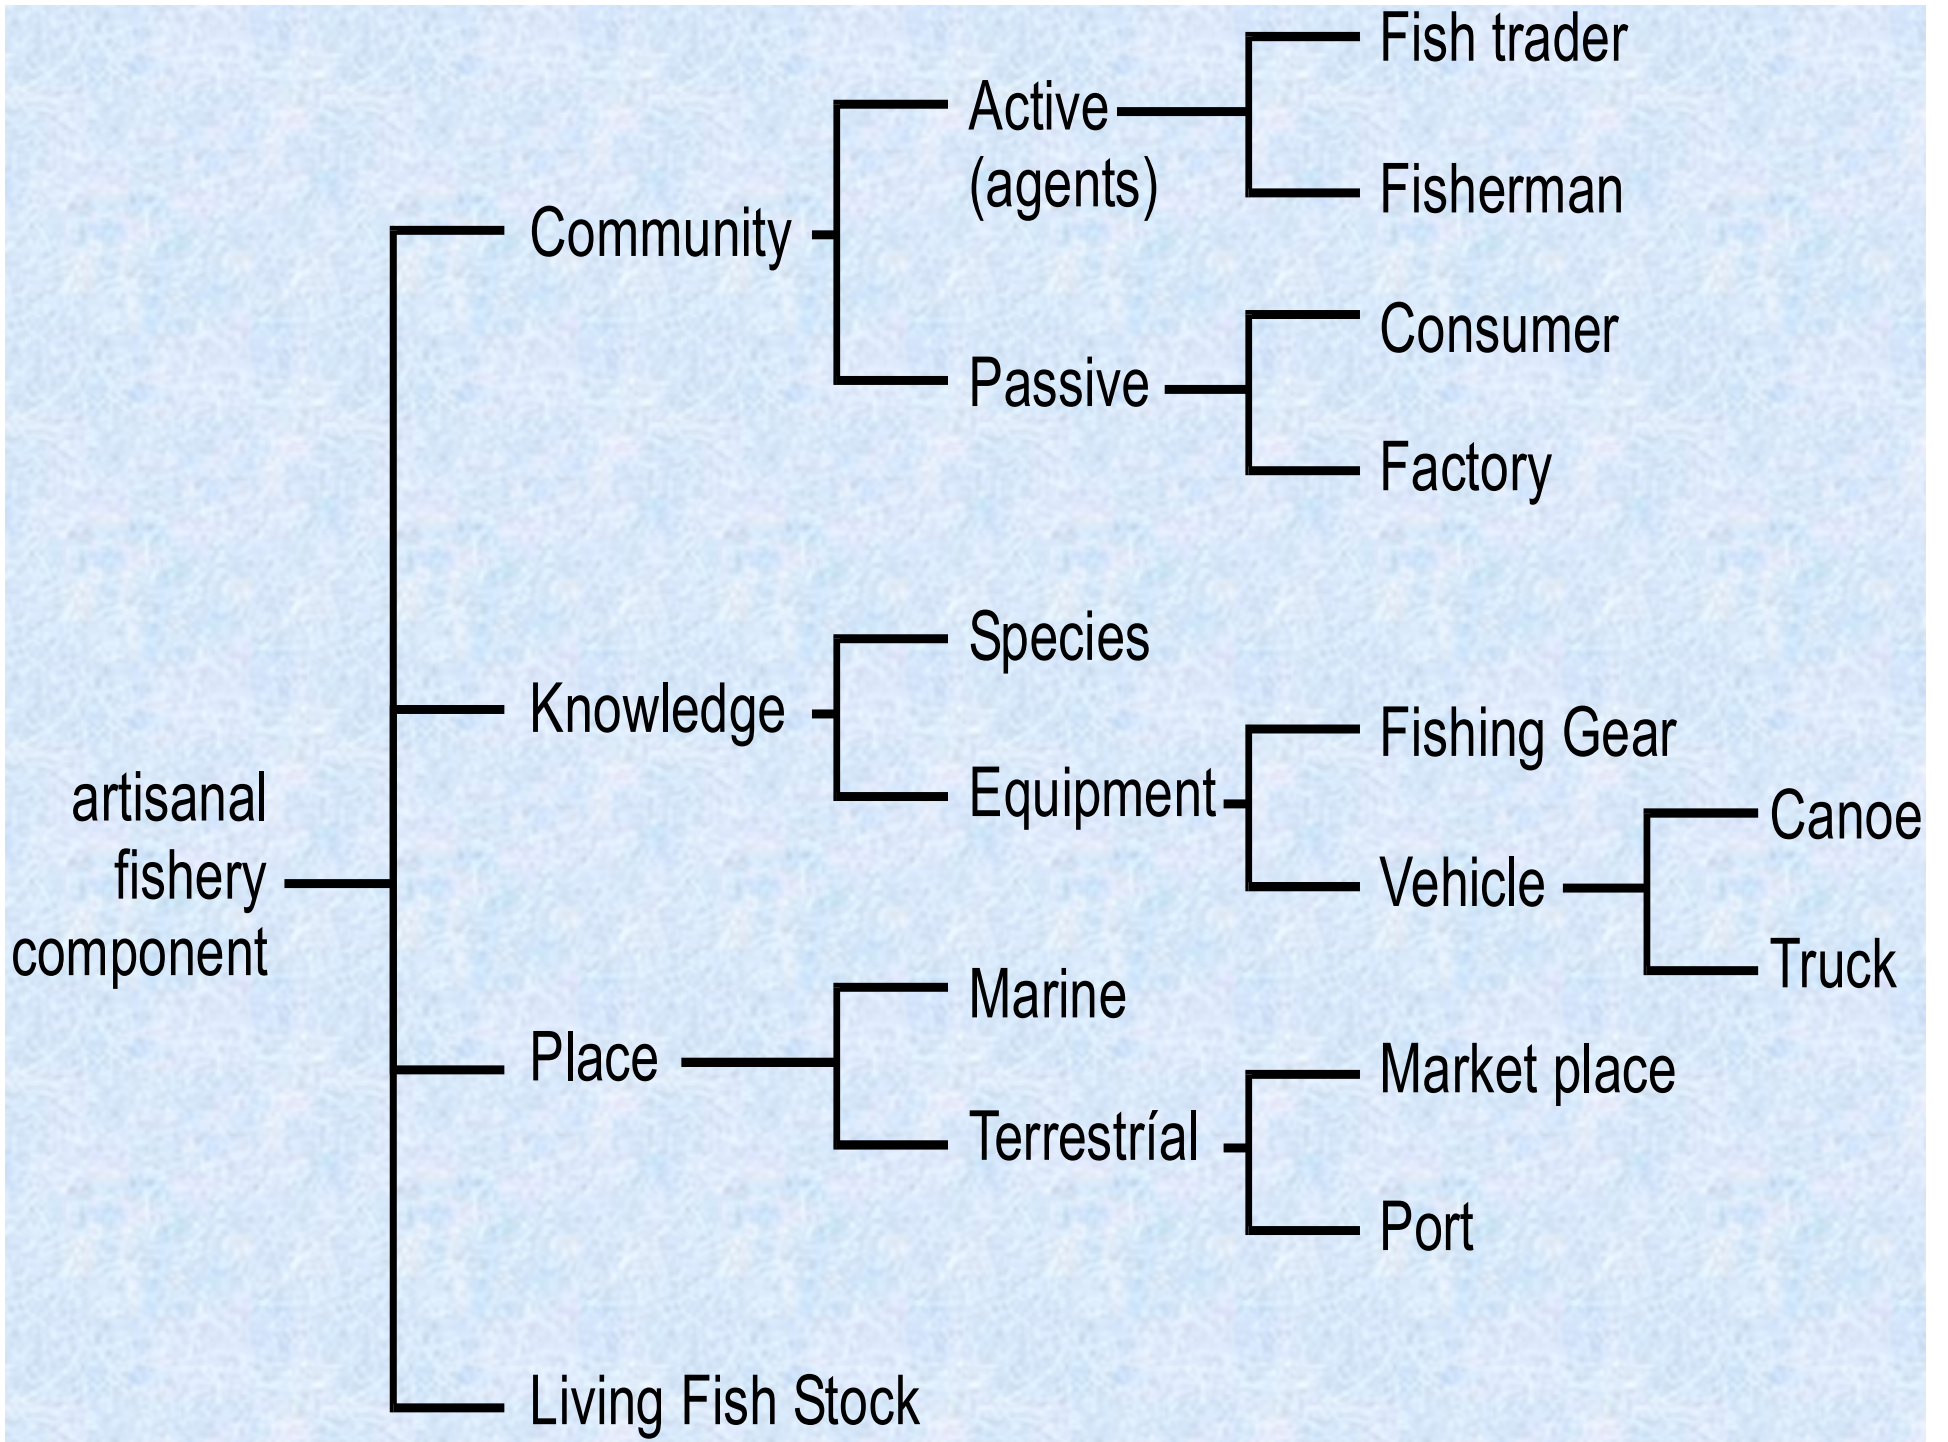 Fish trader
Active
(agents)
Fisherman
Community
Consumer
Passive
Factory
Species
Knowledge
Fishing Gear
Equipment
Canoe
Vehicle
Truck
artisanal
fishery
component
Marine
Place
Market place
Terrestríal
Port
Living Fish Stock